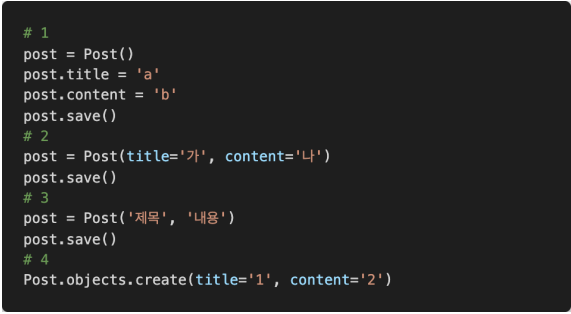 # 1
post = Post()
post.title = 'a'
post.content = 'b'
post.save()
# 2
post = Post(title='가', content='나')
post.save()
# 3
post = Post('제목', '내용')
post.save()
# 4
Post.objects.create(title='1', content='2')